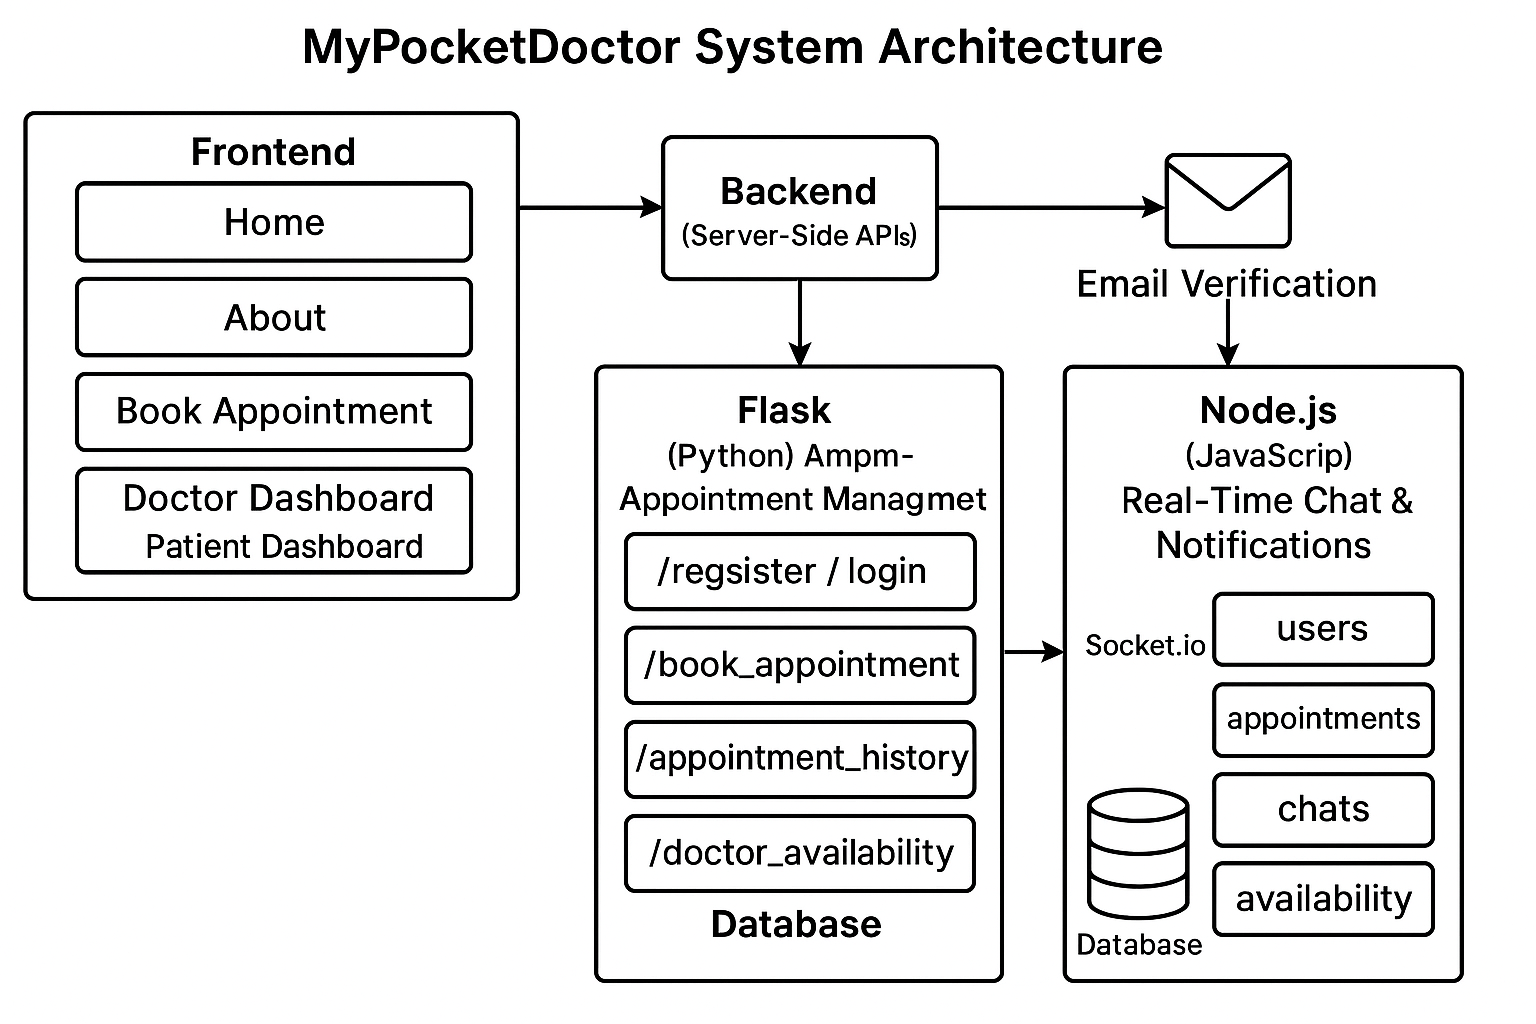 MyPocketDoctor System Architecture
Frontend
Home
About
Book Appointment
Doctor Dashboard
Patient Dashboard
Backend
(Server-Side APIs)
Email Verification
Flask
(Python) Ampm-
Appointment Managmet
/regsister / login
/book_appointment
/appointment_history
/doctor_availability
Database
Node.js
(JavaScrip)
Real-Time Chat &
Notifications
Socket.io
users
appointments
chats
availability
Database